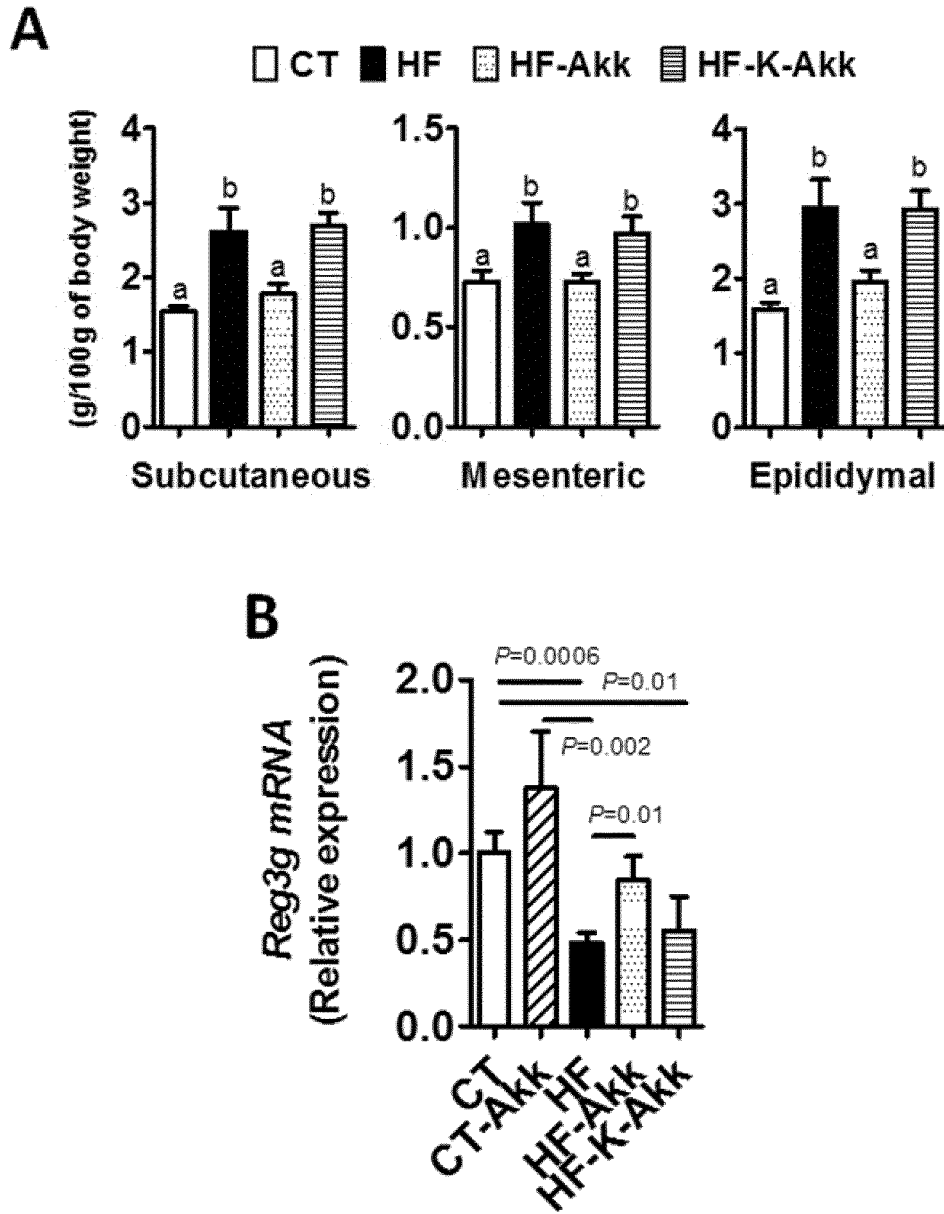 A
CT HF HF-Akk HF-K-Akk
(g/100g of body weight)
4
3
2
1
0
a
b
a
b
Subcutaneous
1.5
1.0
0.5
0.0
a
b
a
b
Mesenteric
4
3
2
1
0
a
b
a
b
Epididymal
B
Reg3g mRNA
(Relative expression)
2.0
1.5
1.0
0.5
0.0
P=0.0006
P=0.01
P=0.002
P=0.01
CT
CT-Akk
HF
HF-Akk
HF-K-Akk